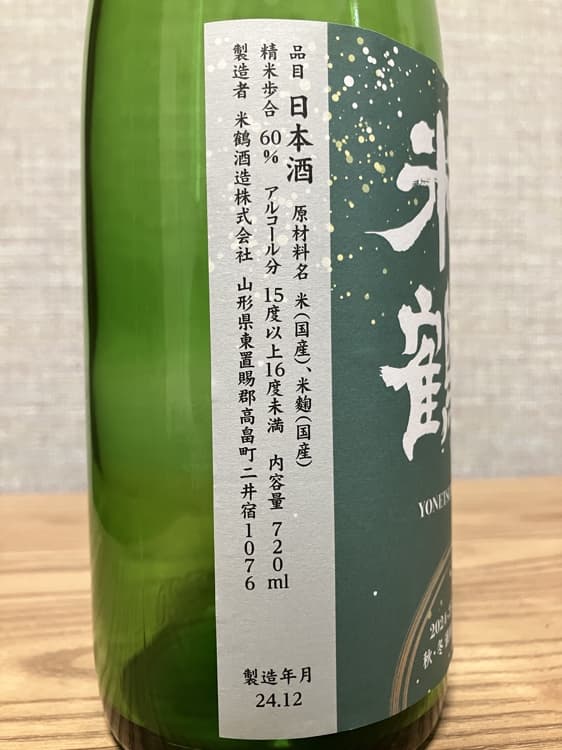 品目 日本酒 原材料名 米(国産)、米麴(国産)
精米歩合 60% アルコール分 15度以上16度未満 内容量 720ml
製造者 米鶴酒造株式会社 山形県東置賜郡高畠町二井宿1076
製造年月
24.12
米鶴
YONETS
秋・冬